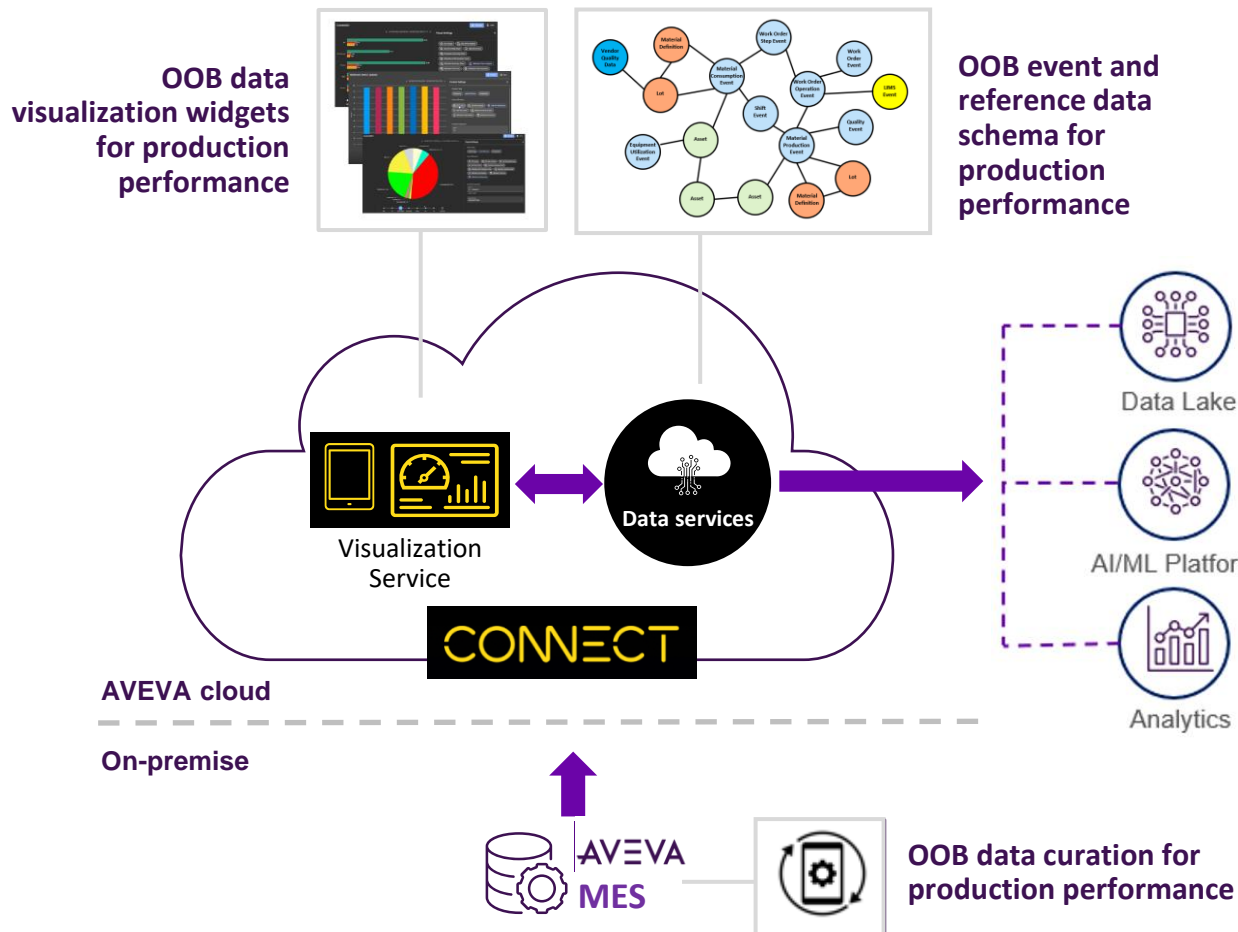 OOB data
visualization widgets
for production
performance
Vendor
Quality
Data
Material
Definition
Lot
Material
Consumption
Event
Work Order
Step Event
Work
Order
Event
Work Order
Operation
Event
LIMS
Event
Shift
Event
Quality
Event
Equipment
Utilization
Event
Asset
Material
Production
Event
Asset
Asset
Material
Definition
Lot
OOB event and
reference data
schema for
production
performance
Visualization
Service
Data services
CONNECT
Data Lake
AI/ML Platfor
Analytics
AVEVA cloud
On-premise
AVEVA
MES
OOB data curation for
production performance